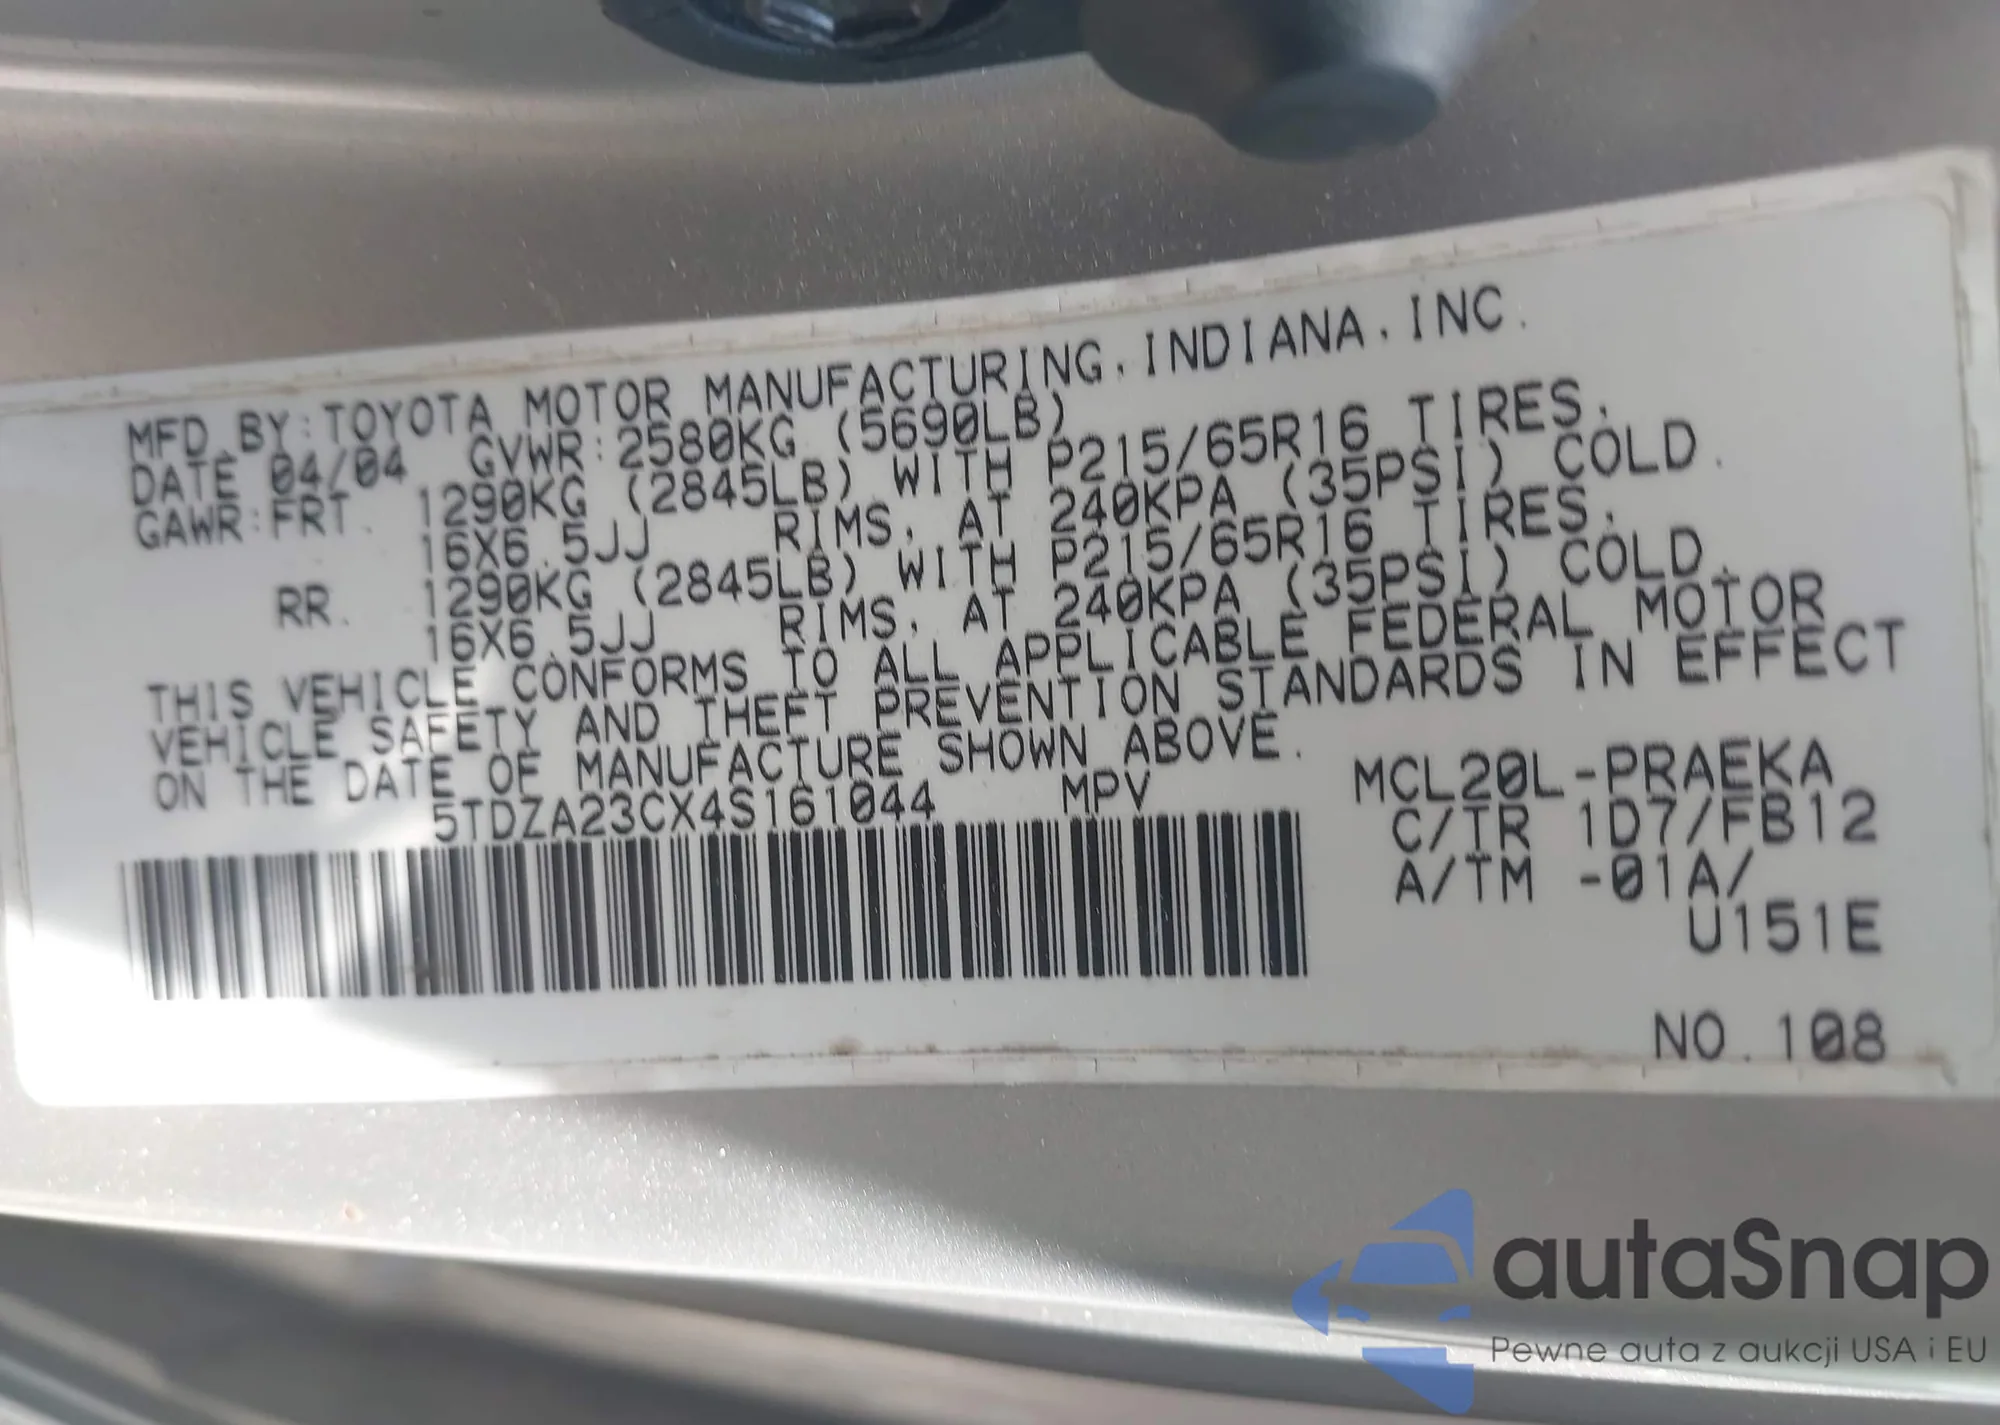 MFD. BY: TOYOTA MOTOR MANUFACTURING, INDIANA, INC.
DATE 04/04 GVWR: 2580KG (5690LB)
GAWR: FRT. 1290KG (2845LB) WITH P215/65R16 TIRES,
16X6.5JJ RIMS, AT 240KPA (35PSI) COLD.
RR. 1290KG (2845LB) WITH P215/65R16 TIRES,
16X6.5JJ RIMS, AT 240KPA (35PSI) COLD.
THIS VEHICLE CONFORMS TO ALL APPLICABLE FEDERAL MOTOR
VEHICLE SAFETY AND THEFT PREVENTION STANDARDS IN EFFECT
ON THE DATE OF MANUFACTURE SHOWN ABOVE.
5TDZA23CX4S161044 MPV
MCL20L-PRAEKA
C/TR 1D7/FB12
A/TM -01A/
U151E
NO. 108
autaSnap
Pewne auta z aukcji USA i EU